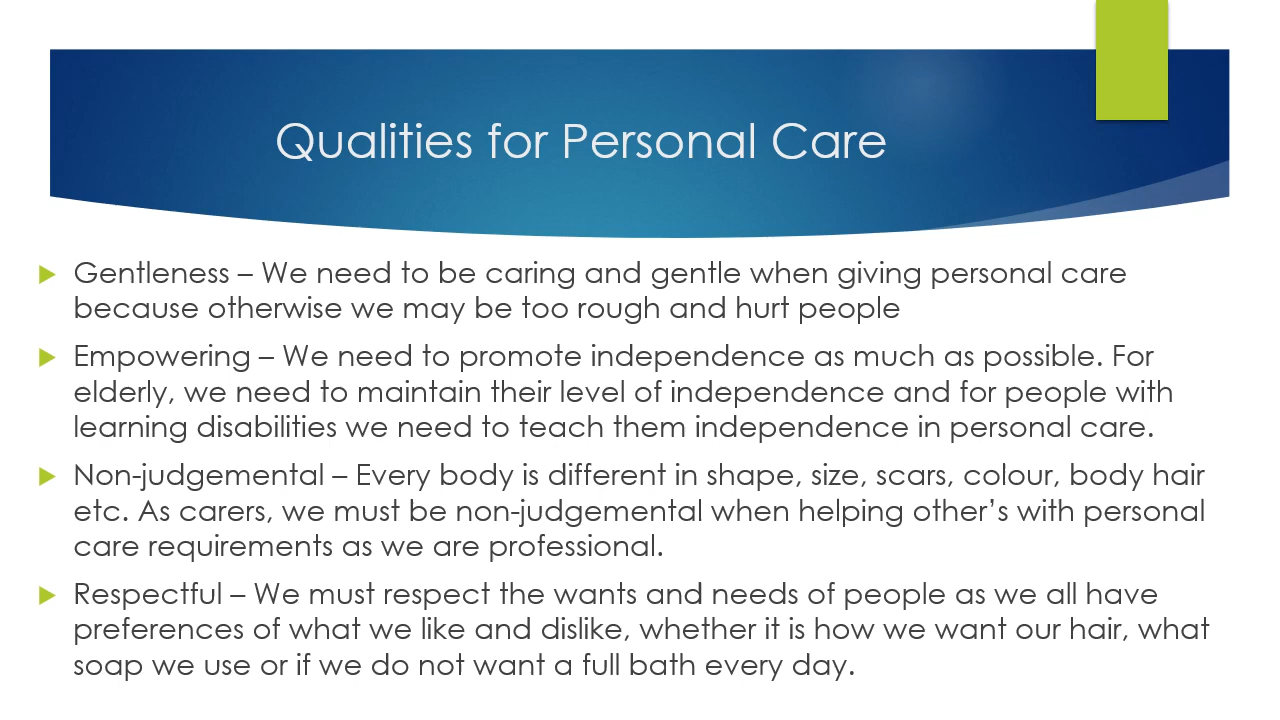 Qualities for Personal Care
Gentleness – We need to be caring and gentle when giving personal care
because otherwise we may be too rough and hurt people
Empowering – We need to promote independence as much as possible. For
elderly, we need to maintain their level of independence and for people with
learning disabilities we need to teach them independence in personal care.
Non-judgemental – Every body is different in shape, size, scars, colour, body hair
etc. As carers, we must be non-judgemental when helping other’s with personal
care requirements as we are professional.
Respectful – We must respect the wants and needs of people as we all have
preferences of what we like and dislike, whether it is how we want our hair, what
soap we use or if we do not want a full bath every day.